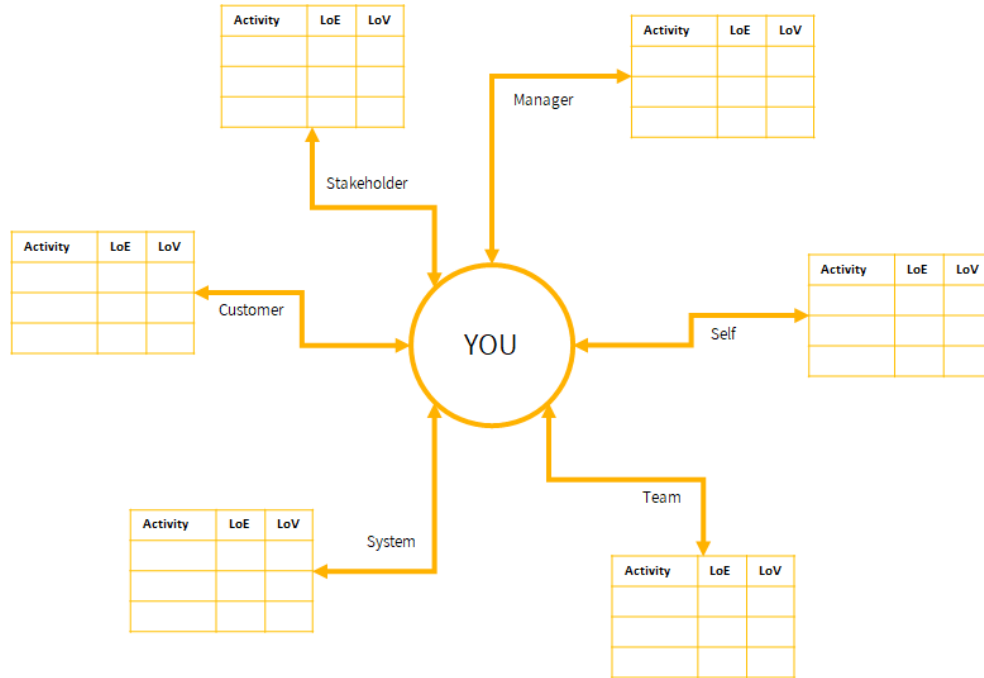 Activity LoE LoV
Activity LoE LoV
Manager
Stakeholder
Activity LoE LoV
Activity LoE LoV
Customer
Self
YOU
Team
Activity LoE LoV
System
Activity LoE LoV